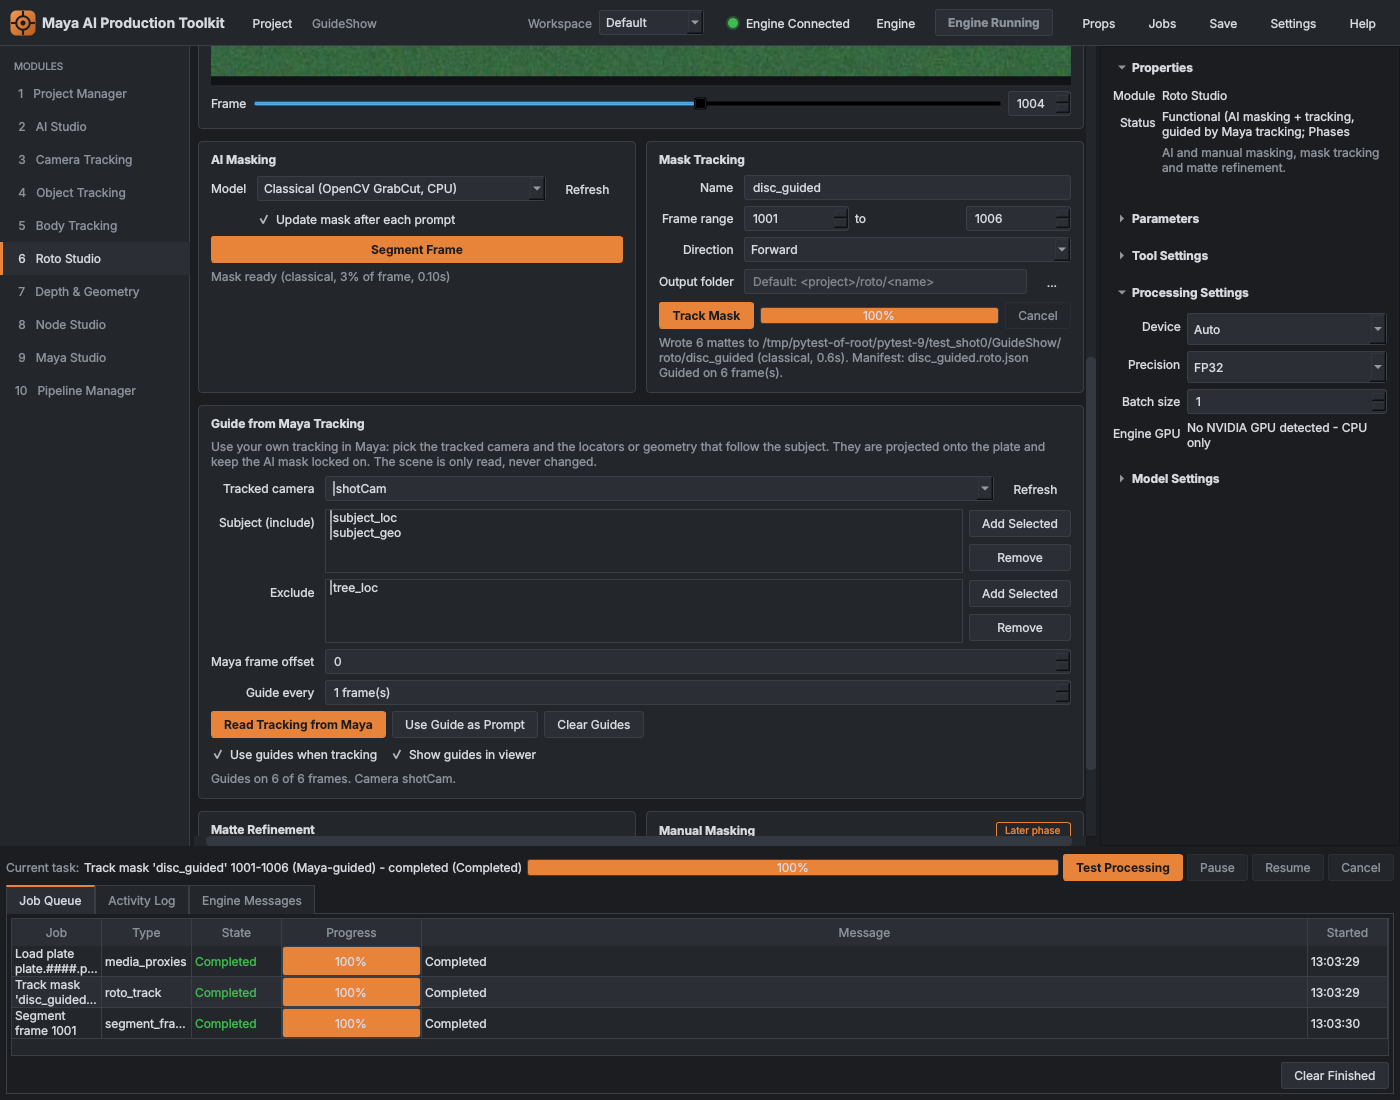 Maya AI Production Toolkit
Project
GuideShow
Workspace
Default
Engine Connected
Engine
Engine Running
Props
Jobs
Save
Settings
Help
MODULES
1 Project Manager
2 AI Studio
3 Camera Tracking
4 Object Tracking
5 Body Tracking
6 Roto Studio
7 Depth & Geometry
8 Node Studio
9 Maya Studio
10 Pipeline Manager
Frame
1004
AI Masking
Model
Classical (OpenCV GrabCut, CPU)
Refresh
✓ Update mask after each prompt
Segment Frame
Mask ready (classical, 3% of frame, 0.10s)
Mask Tracking
Name
disc_guided
Frame range
1001
to
1006
Direction
Forward
Output folder
Default: <project>/roto/<name>
...
Track Mask
100%
Cancel
Wrote 6 mattes to /tmp/pytest-of-root/pytest-9/test_shot0/GuideShow/
roto/disc_guided (classical, 0.6s). Manifest: disc_guided.roto.json
Guided on 6 frame(s).
Guide from Maya Tracking
Use your own tracking in Maya: pick the tracked camera and the locators or geometry that follow the subject. They are projected onto the plate and
keep the AI mask locked on. The scene is only read, never changed.
Tracked camera
|shotCam
Refresh
Subject (include)
|subject_loc
|subject_geo
Add Selected
Remove
Exclude
|tree_loc
Add Selected
Remove
Maya frame offset
0
Guide every
1 frame(s)
Read Tracking from Maya
Use Guide as Prompt
Clear Guides
✓ Use guides when tracking
✓ Show guides in viewer
Guides on 6 of 6 frames. Camera shotCam.
Matte Refinement
Manual Masking
Later phase
Properties
Module
Roto Studio
Status
Functional (AI masking + tracking,
guided by Maya tracking; Phases
AI and manual masking, mask tracking
and matte refinement.
Parameters
Tool Settings
Processing Settings
Device
Auto
Precision
FP32
Batch size
1
Engine GPU
No NVIDIA GPU detected - CPU
only
Model Settings
Current task: Track mask 'disc_guided' 1001-1006 (Maya-guided) - completed (Completed)
100%
Test Processing
Pause
Resume
Cancel
Job Queue
Activity Log
Engine Messages
Job
Type
State
Progress
Message
Started
Load plate
plate.####.p...
media_proxies
Completed
100%
Completed
13:03:29
Track mask
'disc_guided...
roto_track
Completed
100%
Completed
13:03:29
Segment
frame 1001
segment_fra...
Completed
100%
Completed
13:03:30
Clear Finished